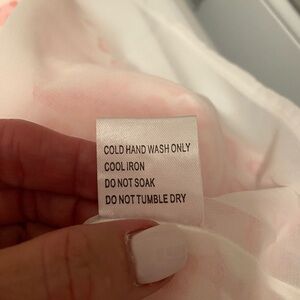 COLD HAND WASH ONLY
COOL IRON
DO NOT SOAK
DO NOT TUMBLE DRY